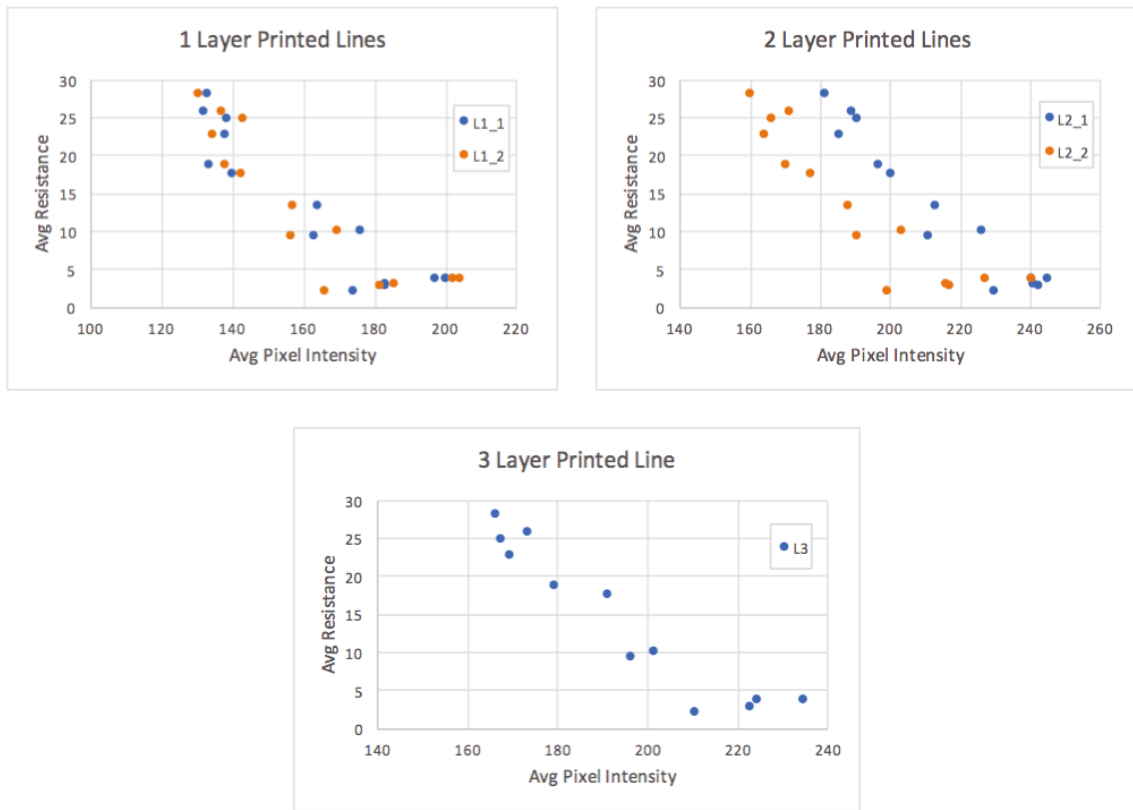 1 Layer Printed Lines
Avg Resistance
30
25
20
15
10
5
0
100 120 140 160 180 200 220
Avg Pixel Intensity
L1_1
L1_2
2 Layer Printed Lines
Avg Resistance
30
25
20
15
10
5
0
140 160 180 200 220 240 260
Avg Pixel Intensity
L2_1
L2_2
3 Layer Printed Line
Avg Resistance
30
25
20
15
10
5
0
140 160 180 200 220 240
Avg Pixel Intensity
L3